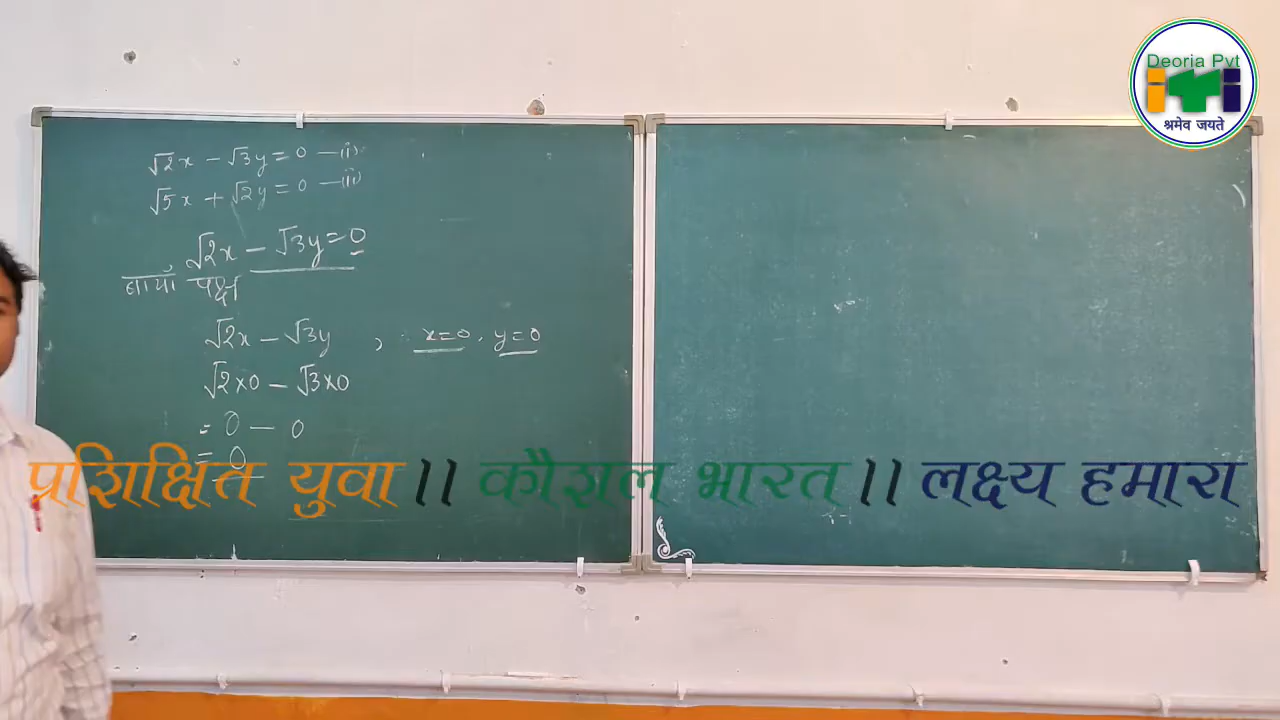 Deoria Pvt
iTi
श्रमेव जयते
√2x - √3y = 0 —(i)
√5x + √2y = 0 —(ii)
√2x - √3y = 0
बायाँ पक्ष
√2x - √3y , ∴ x=0, y=0
√2×0 - √3×0
= 0 - 0
= 0
प्रशिक्षित युवा || कौशल भारत || लक्ष्य हमारा